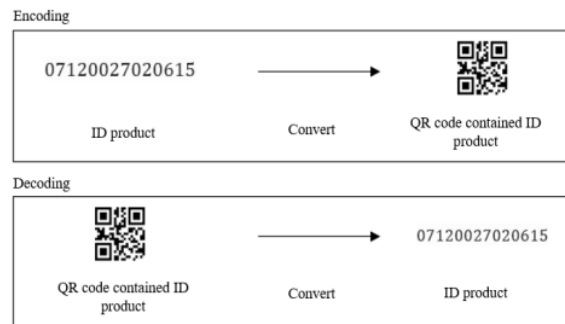 Encoding
07120027020615
ID product
Convert
QR code contained ID
product
Decoding
07120027020615
QR code contained ID
product
Convert
ID product